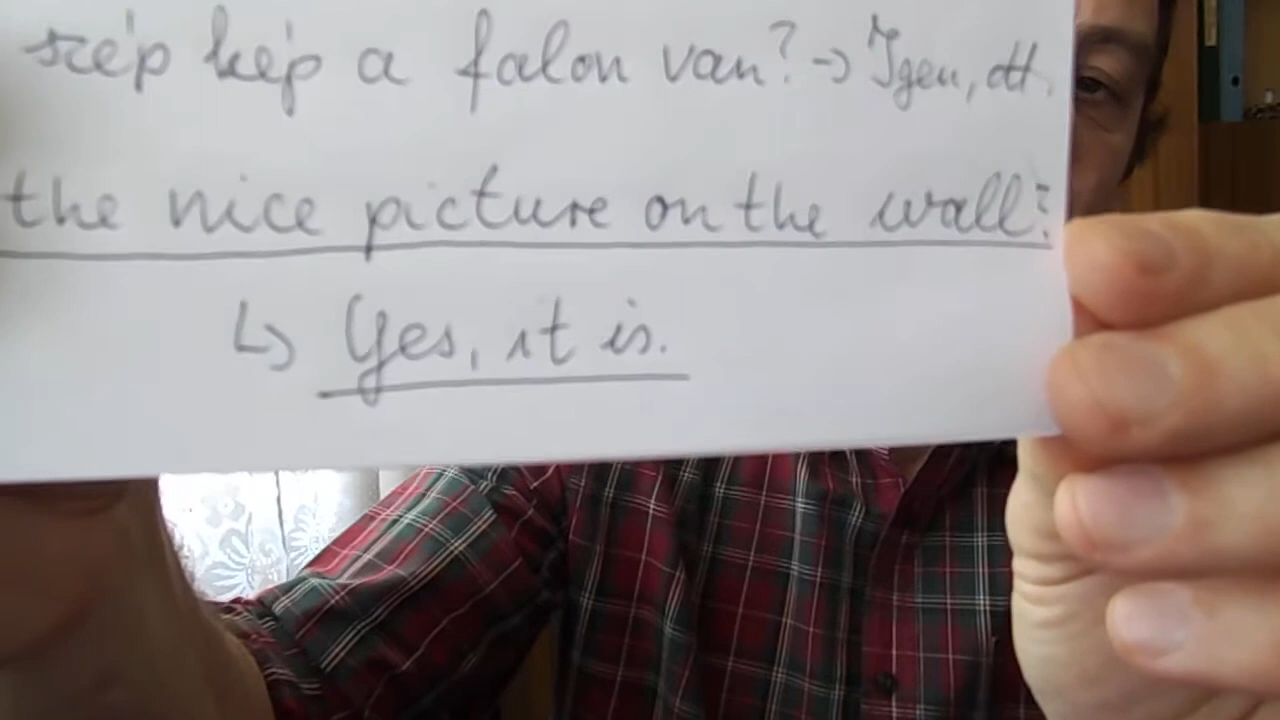 szép kép a falon van? → Igen, ott.
the nice picture on the wall?
↳ Yes, it is.